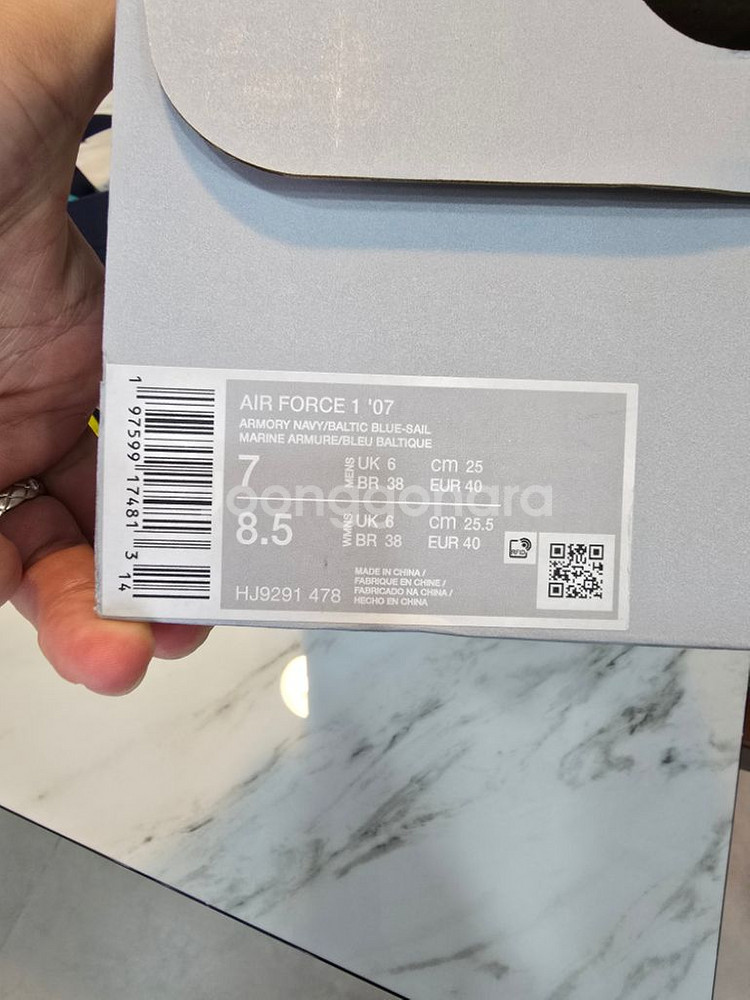 AIR FORCE 1 '07
ARMORY NAVY/BALTIC BLUE-SAIL
MARINE ARMURE/BLEU BALTIQUE
7 MENS UK 6 cm 25
BR 38 EUR 40
joonggonara
8.5 WMNS UK 6 cm 25.5
BR 38 EUR 40
RFID
HJ9291 478
MADE IN CHINA /
FABRIQUE EN CHINE /
FABRICADO NA CHINA /
HECHO EN CHINA
1 97599 17481 3 14